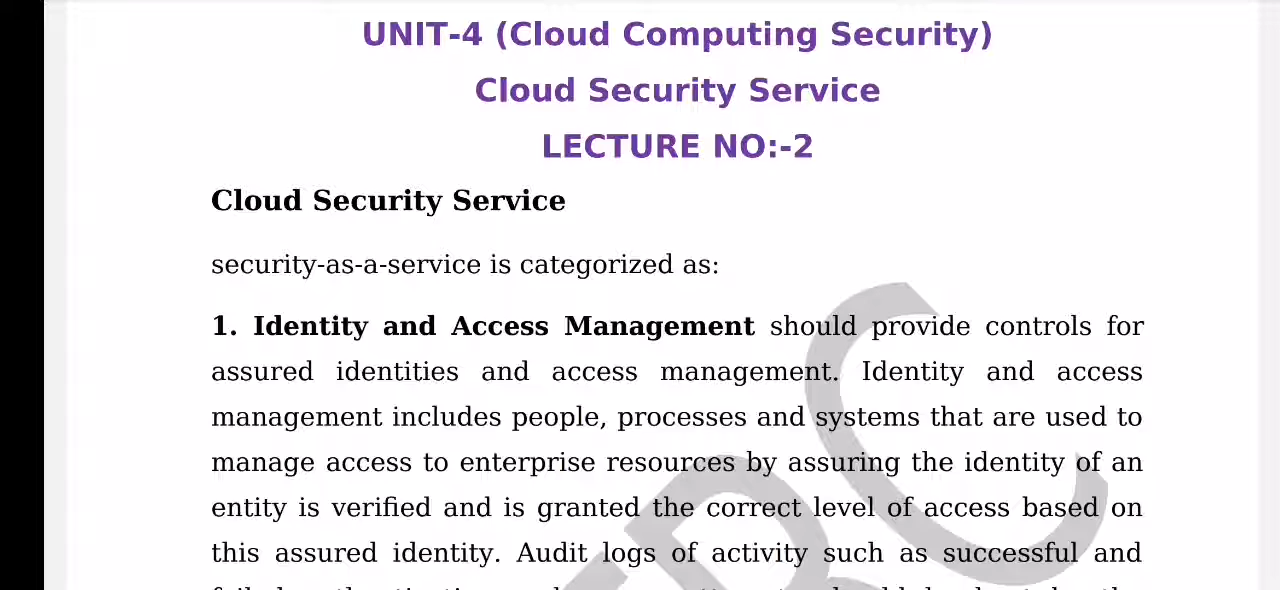 UNIT-4 (Cloud Computing Security)
Cloud Security Service
LECTURE NO:-2
Cloud Security Service
security-as-a-service is categorized as:
1. Identity and Access Management should provide controls for
assured identities and access management. Identity and access
management includes people, processes and systems that are used to
manage access to enterprise resources by assuring the identity of an
entity is verified and is granted the correct level of access based on
this assured identity. Audit logs of activity such as successful and